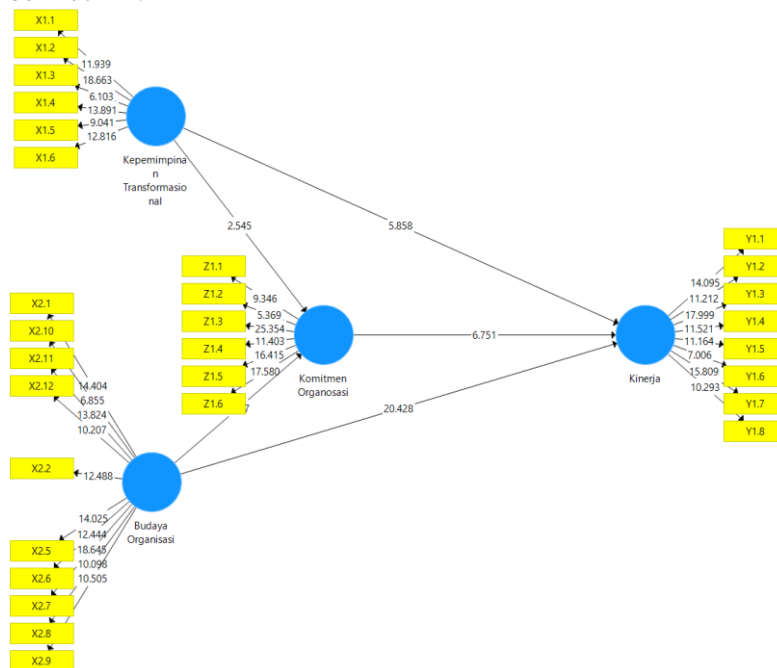 X1.1
X1.2
X1.3
X1.4
X1.5
X1.6
11.939
18.663
6.103
13.891
9.041
12.816
Kepemimpina
n
Transformasio
nal
2.545
5.858
Z1.1
Z1.2
Z1.3
Z1.4
Z1.5
Z1.6
9.346
5.369
25.354
11.403
16.415
17.580
7
Komitmen
Organosasi
6.751
20.428
Y1.1
Y1.2
Y1.3
Y1.4
Y1.5
Y1.6
Y1.7
Y1.8
14.095
11.212
17.999
11.521
11.164
7.006
15.809
10.293
Kinerja
X2.1
X2.10
X2.11
X2.12
X2.2
X2.5
X2.6
X2.7
X2.8
X2.9
14.404
6.855
13.824
10.207
12.488
14.025
12.444
18.645
10.098
10.505
Budaya
Organisasi